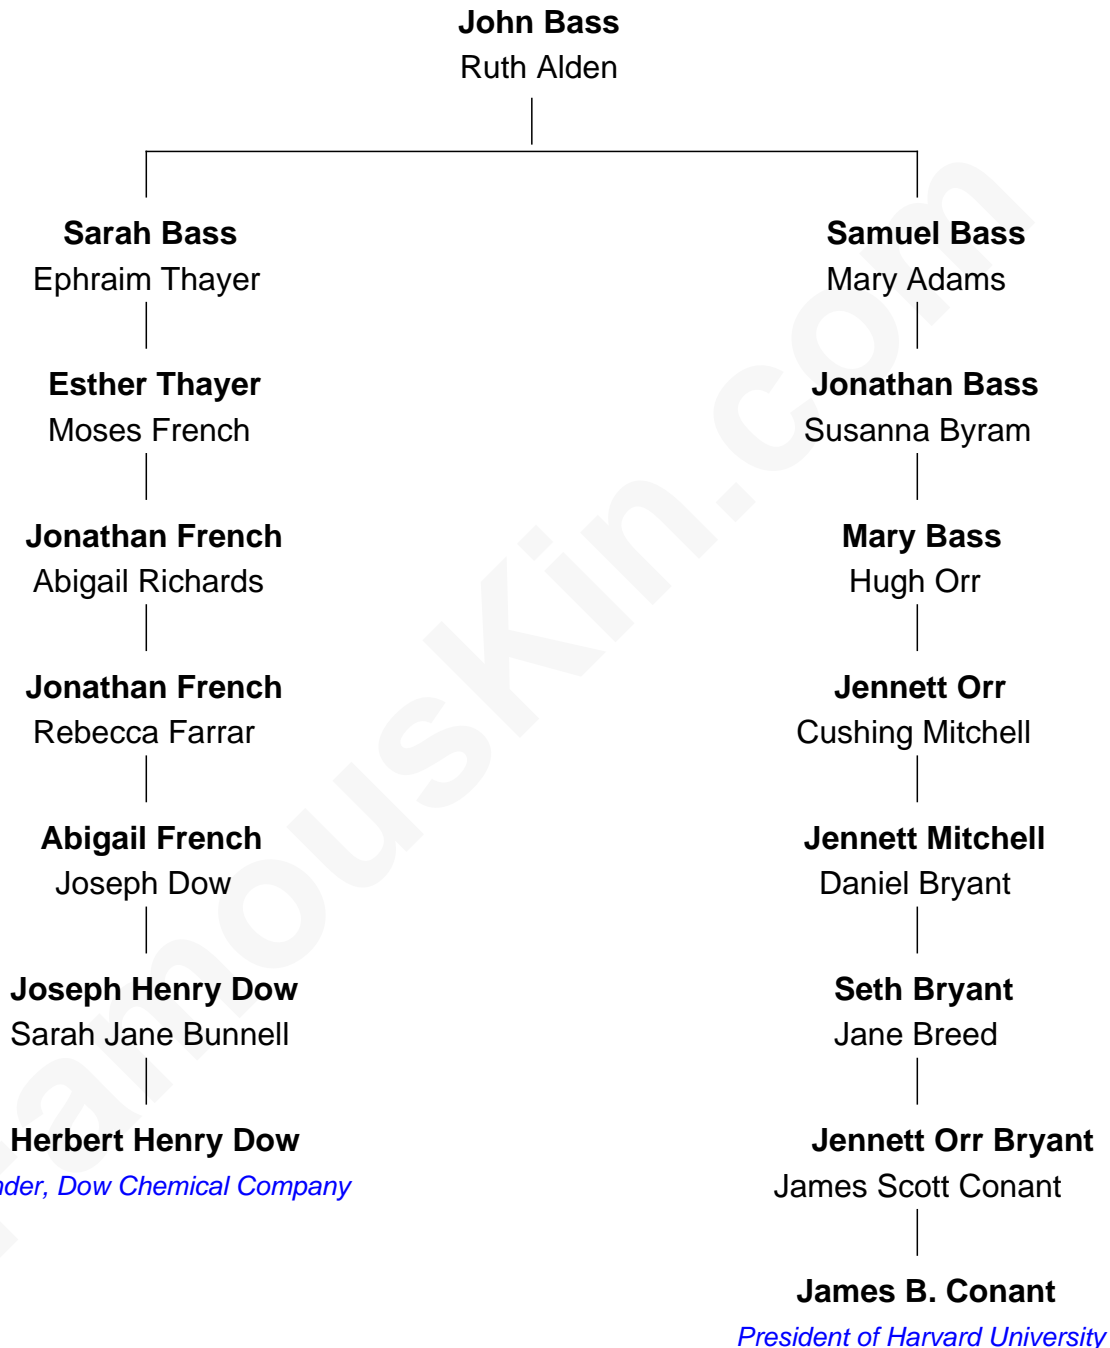 John Bass
Ruth Alden
Sarah Bass
Ephraim Thayer
Samuel Bass
Mary Adams
Esther Thayer
Moses French
Jonathan Bass
Susanna Byram
Jonathan French
Abigail Richards
Mary Bass
Hugh Orr
Jonathan French
Rebecca Farrar
Jennett Orr
Cushing Mitchell
Abigail French
Joseph Dow
Jennett Mitchell
Daniel Bryant
Joseph Henry Dow
Sarah Jane Bunnell
Seth Bryant
Jane Breed
Herbert Henry Dow
nder, Dow Chemical Company
Jennett Orr Bryant
James Scott Conant
James B. Conant
President of Harvard University
FamousKin.com